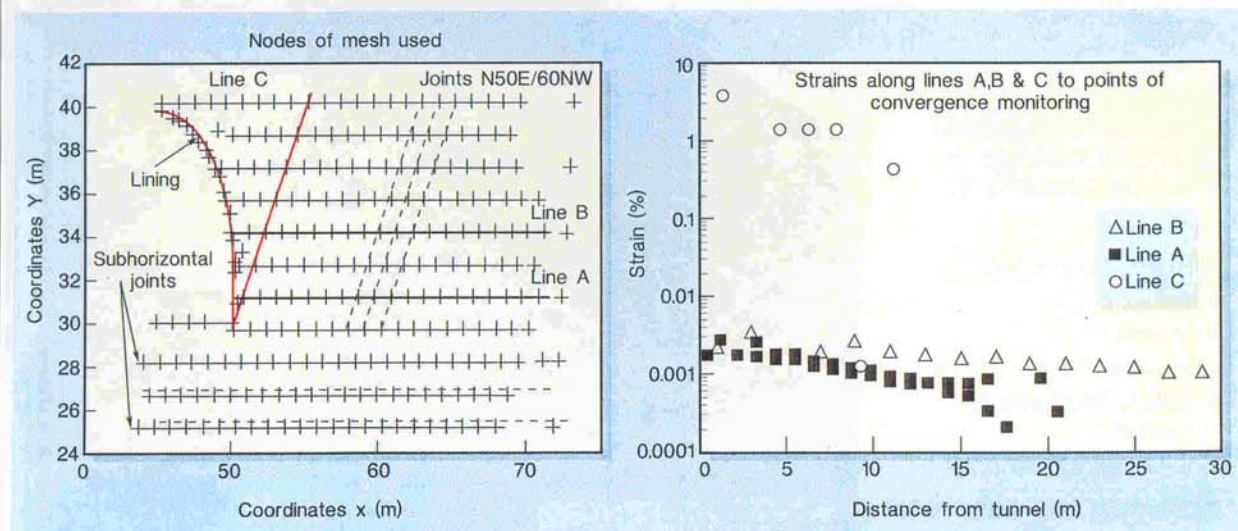 Nodes of mesh used
42
40
38
36
34
32
30
28
26
24
Coordinates Y (m)
Line C
Joints N50E/60NW
Lining
Line B
Subhorizontal
joints
Line A
0
50
60
70
Coordinates x (m)
Strains along lines A,B & C to points of
convergence monitoring
10
1
0.1
0.01
0.001
0.0001
Strain (%)
Line B
Line A
Line C
0
5
10
15
20
25
30
Distance from tunnel (m)